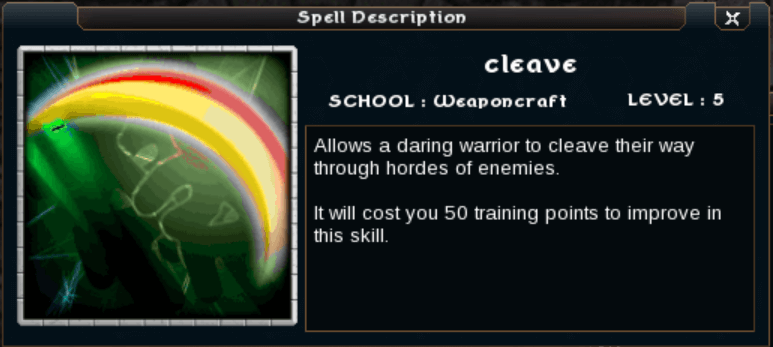 Spell Description
cleave
SCHOOL : Weaponcraft
LEVEL : 5
Allows a daring warrior to cleave their way
through hordes of enemies.
It will cost you 50 training points to improve in
this skill.